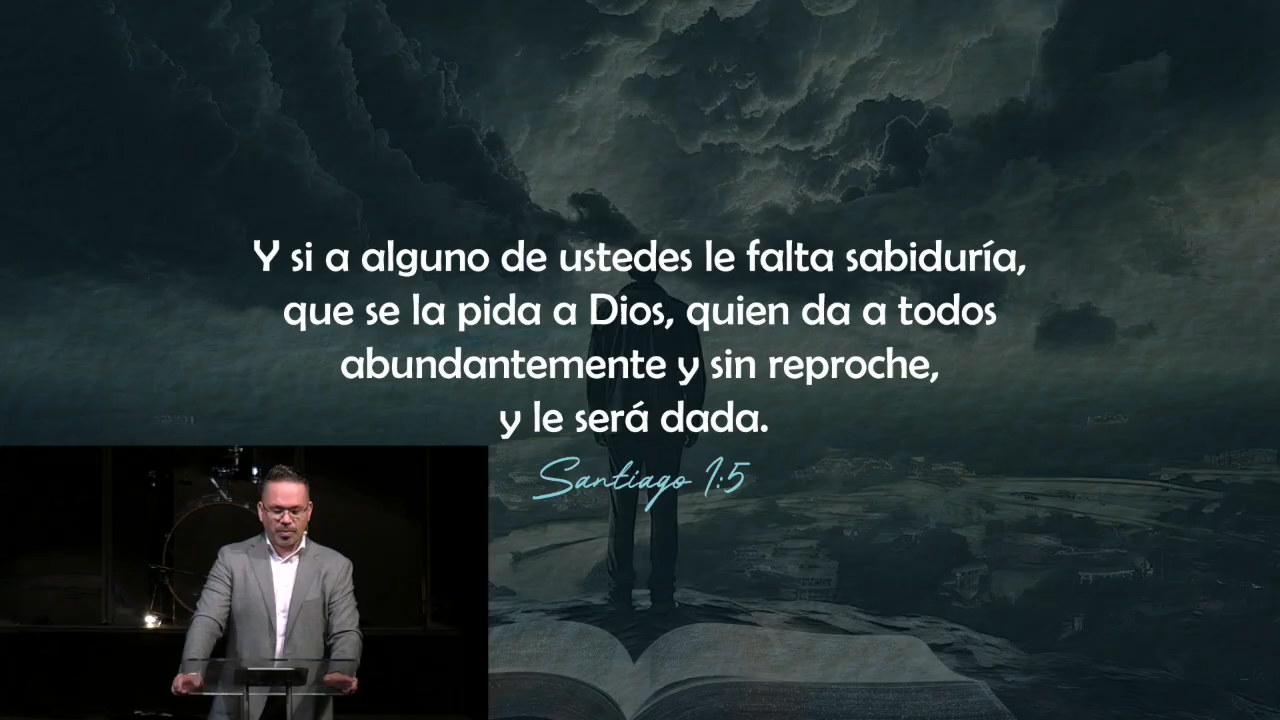 Y si a alguno de ustedes le falta sabiduría,
que se la pida a Dios, quien da a todos
abundantemente y sin reproche,
y le será dada.
Santiago 1:5